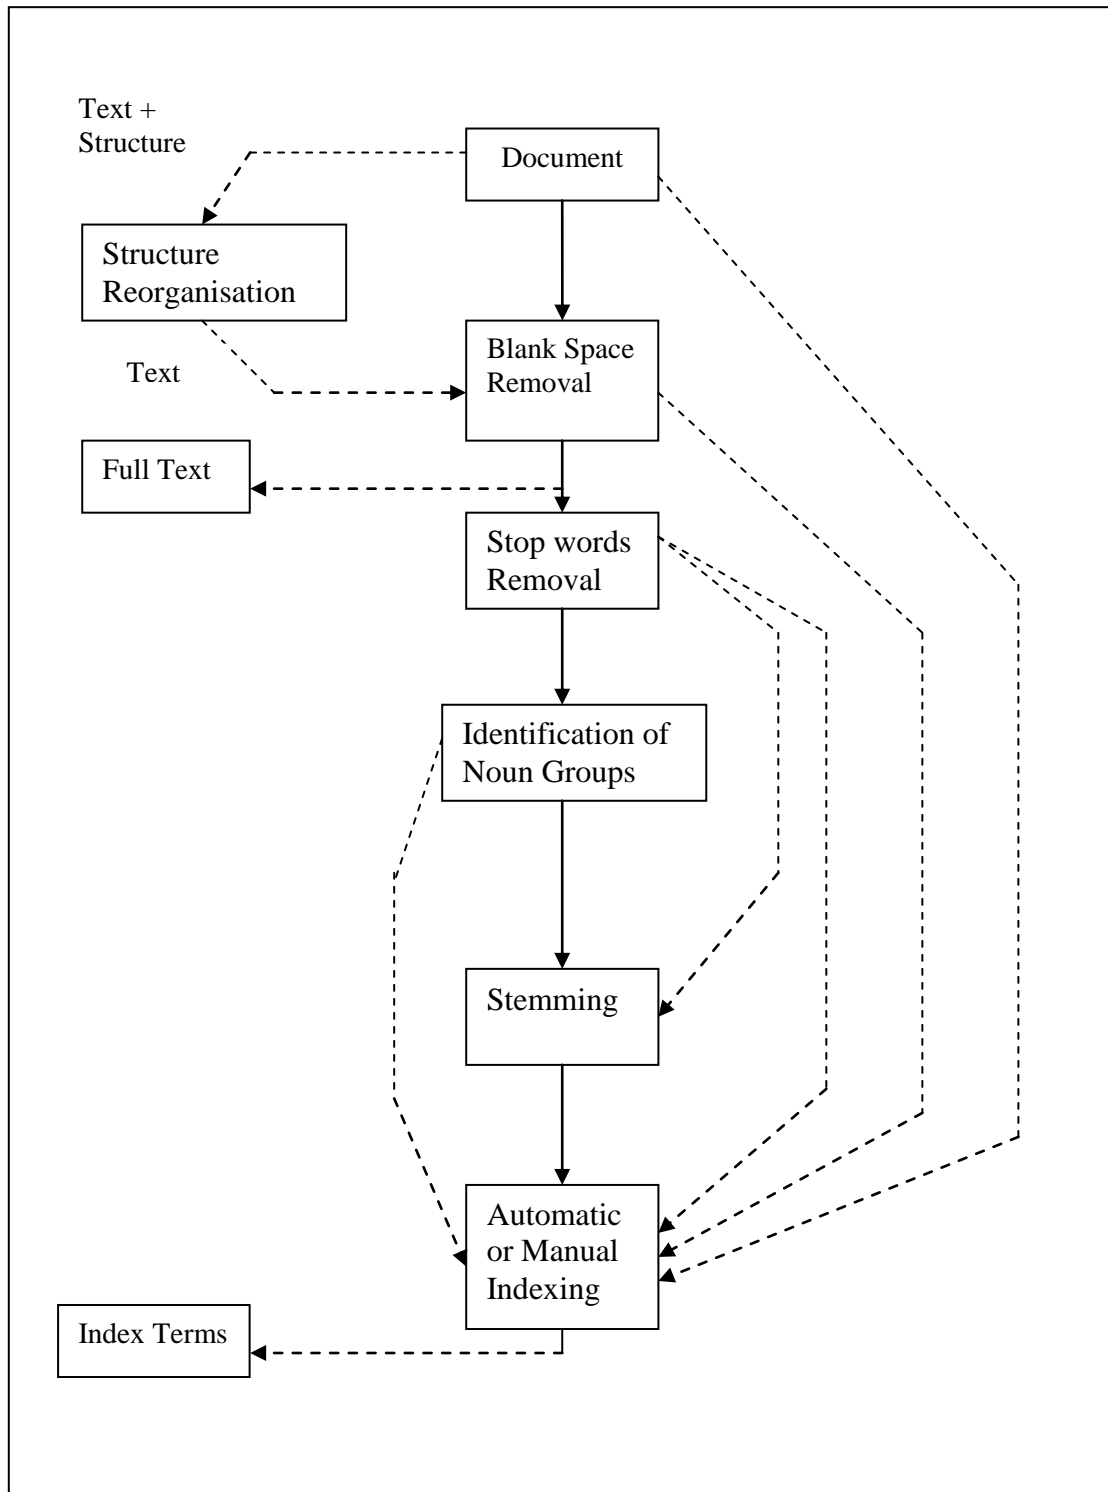 Text +
Structure
Document
Structure
Reorganisation
Blank Space
Removal
Text
Full Text
Stop words
Removal
Identification of
Noun Groups
Stemming
Automatic
or Manual
Indexing
Index Terms